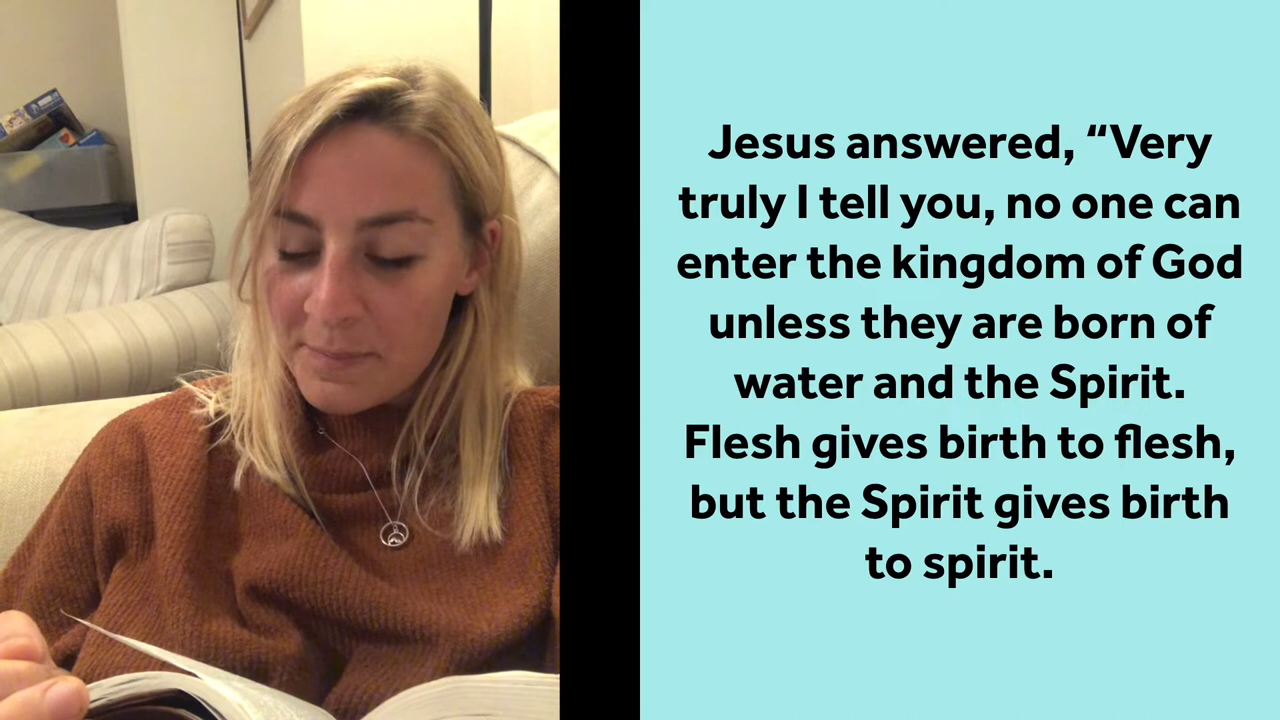 Jesus answered, “Very
truly I tell you, no one can
enter the kingdom of God
unless they are born of
water and the Spirit.
Flesh gives birth to flesh,
but the Spirit gives birth
to spirit.